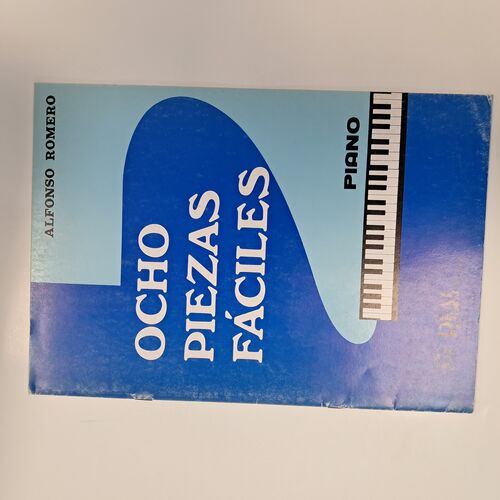 ALFONSO ROMERO
OCHO
PIEZAS
FÁCILES
PIANO